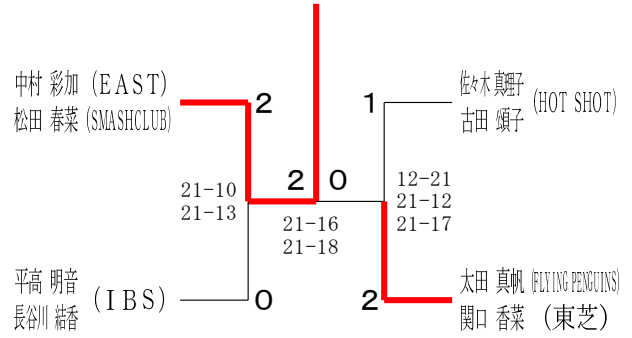 中村 彩加 (EAST)
松田 春菜 (SMASHCLUB)
2
1
佐々木 真理子
古田 頌子
(HOT SHOT)
21-10
21-13
2
0
12-21
21-12
21-17
21-16
21-18
平高 明音
長谷川 結香
(IBS)
0
2
太田 真帆 (FLYING PENGUINS)
関口 香菜 (東芝)